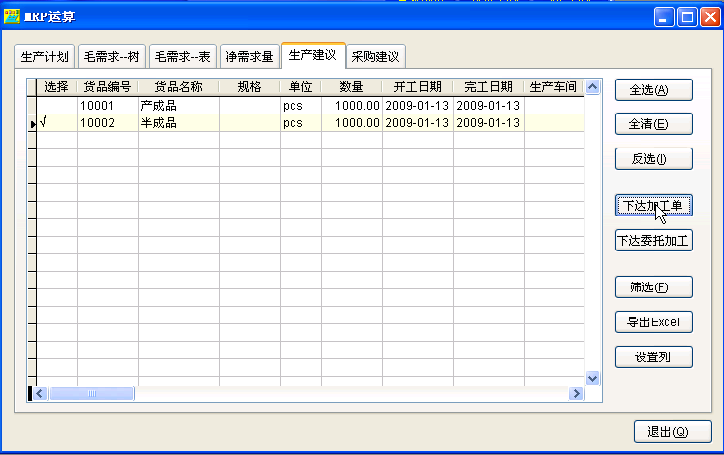 MRP运算
生产计划 毛需求--树 毛需求--表 净需求量 生产建议 采购建议
选择 货品编号 货品名称 规格 单位 数量 开工日期 完工日期 生产车间
10001 产成品 pcs 1000.00 2009-01-13 2009-01-13
√ 10002 半成品 pcs 1000.00 2009-01-13 2009-01-13
全选(A)
全清(E)
反选(I)
下达加工单
下达委托加工
筛选(F)
导出Excel
设置列
退出(Q)